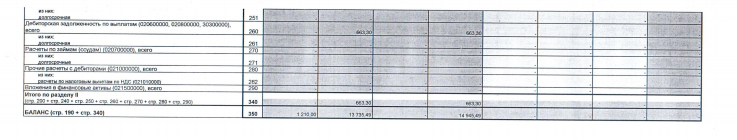 из них:
долгосрочная 251
Дебиторская задолженность по выплатам (020600000, 020800000, 30300000),
всего 260 663,30 663,30
из них:
долгосрочная 261
Расчеты по займам (ссудам) (020700000), всего 270
из них:
долгосрочная 271
Прочие расчеты с дебиторами (021000000), всего 280
из них:
расчеты по налоговым вычетам по НДС (021010000) 282
Вложения в финансовые активы (021500000), всего 290
Итого по разделу II
(стр. 200 + стр. 240 + стр. 250 + стр. 260 + стр. 270 + стр. 280 + стр. 290) 340 663,30 663,30
БАЛАНС (стр. 190 + стр. 340) 350 1 210,00 13 735,49 14 945,49